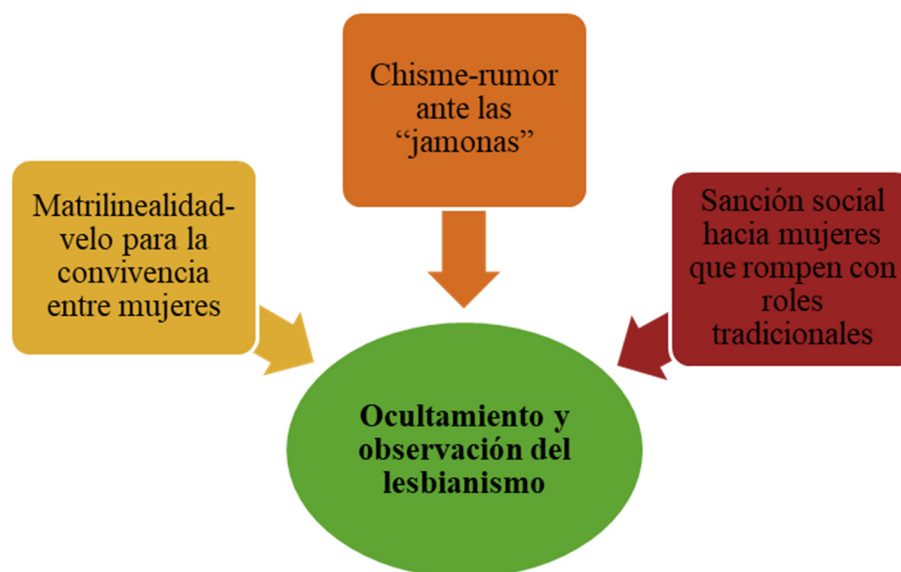 Chisme-rumor
ante las
“jamonas”
Matrilinealidad-
velo para la
convivencia
entre mujeres
Sanción social
hacia mujeres
que rompen con
roles
tradicionales
Ocultamiento y
observación del
lesbianismo